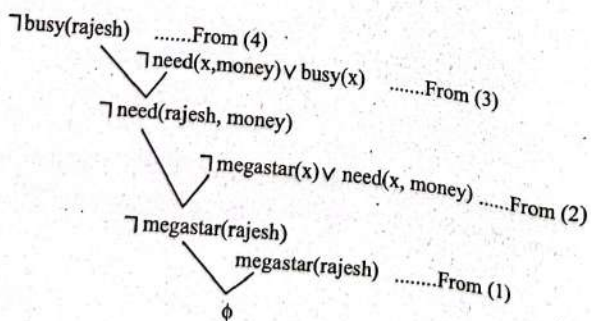 ⅂busy(rajesh) .......From (4)
⅂need(x,money)∨ busy(x) .......From (3)
⅂need(rajesh, money)
⅂megastar(x)∨ need(x, money) ......From (2)
⅂megastar(rajesh)
megastar(rajesh) ........From (1)
ϕ